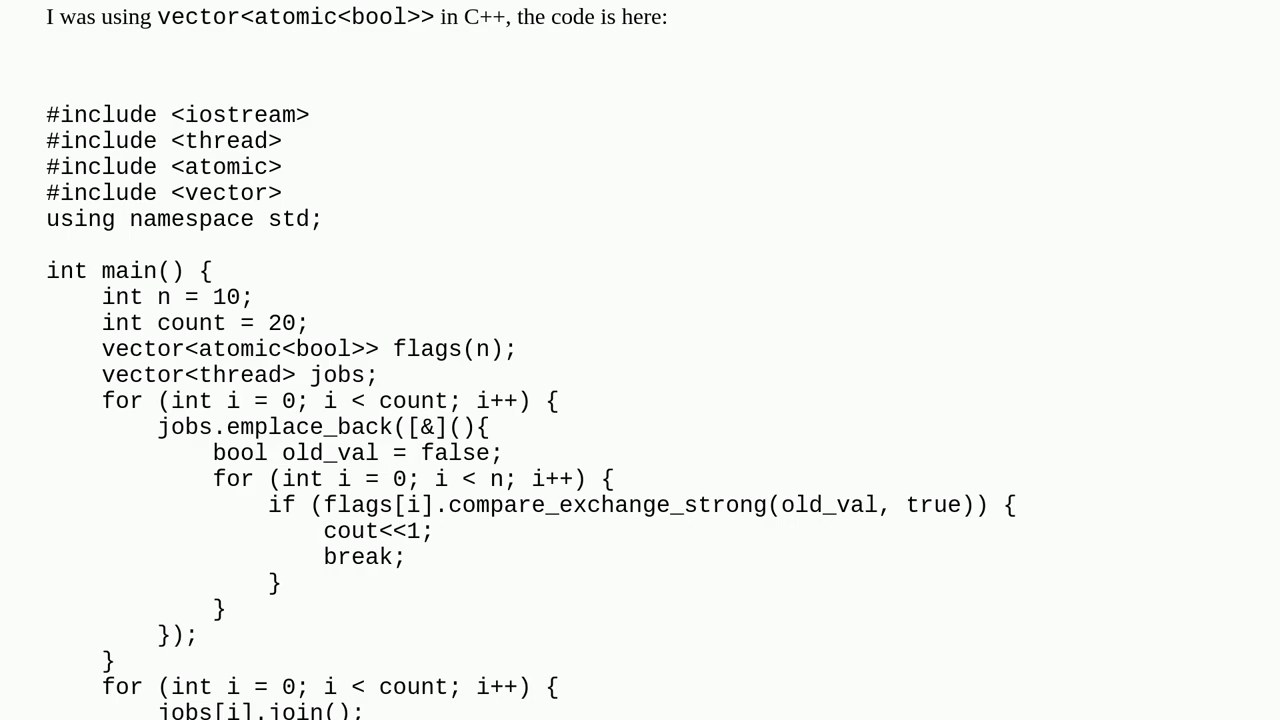 I was using vector<atomic<bool>> in C++, the code is here:
#include <iostream>
#include <thread>
#include <atomic>
#include <vector>
using namespace std;
int main() {
    int n = 10;
    int count = 20;
    vector<atomic<bool>> flags(n);
    vector<thread> jobs;
    for (int i = 0; i < count; i++) {
        jobs.emplace_back([&](){
            bool old_val = false;
            for (int i = 0; i < n; i++) {
                if (flags[i].compare_exchange_strong(old_val, true)) {
                    cout<<1;
                    break;
                }
            }
        });
    }
    for (int i = 0; i < count; i++) {
        jobs[i].join();